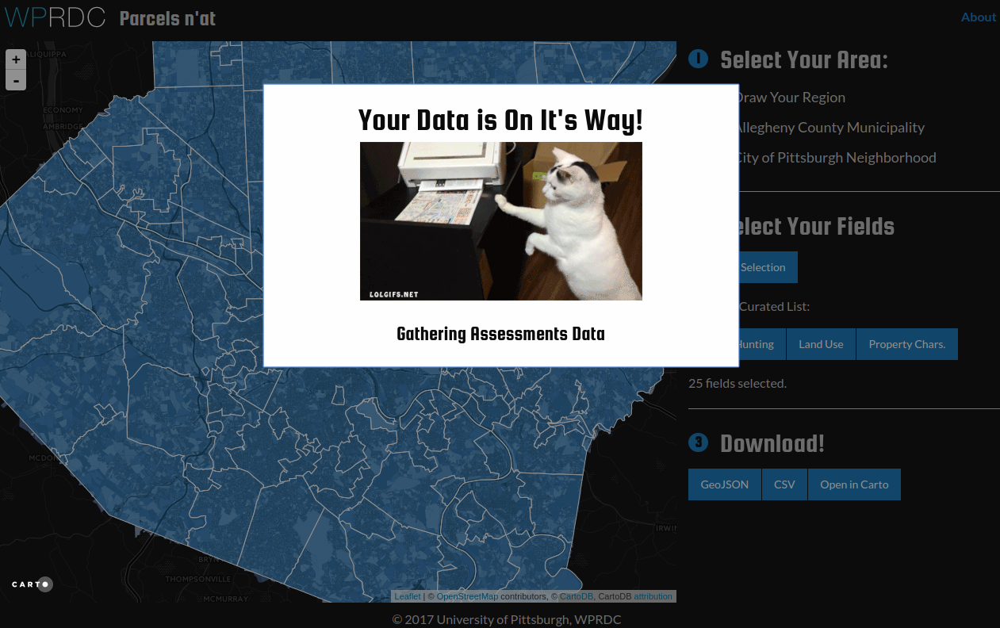 WPRDC Parcels n'at
About
+
-
ALIQUIPPA
ECONOMY
AMBRIDGE
1 Select Your Area:
Draw Your Region
Allegheny County Municipality
City of Pittsburgh Neighborhood
Your Data is On It's Way!
LOLGIFS.NET
Gathering Assessments Data
elect Your Fields
Selection
Curated List:
Hunting
Land Use
Property Chars.
25 fields selected.
3 Download!
GeoJSON
CSV
Open in Carto
THOMPSONVILLE
MCMURRAY
CARTO
Leaflet | © OpenStreetMap contributors, © CartoDB, CartoDB attribution
© 2017 University of Pittsburgh, WPRDC